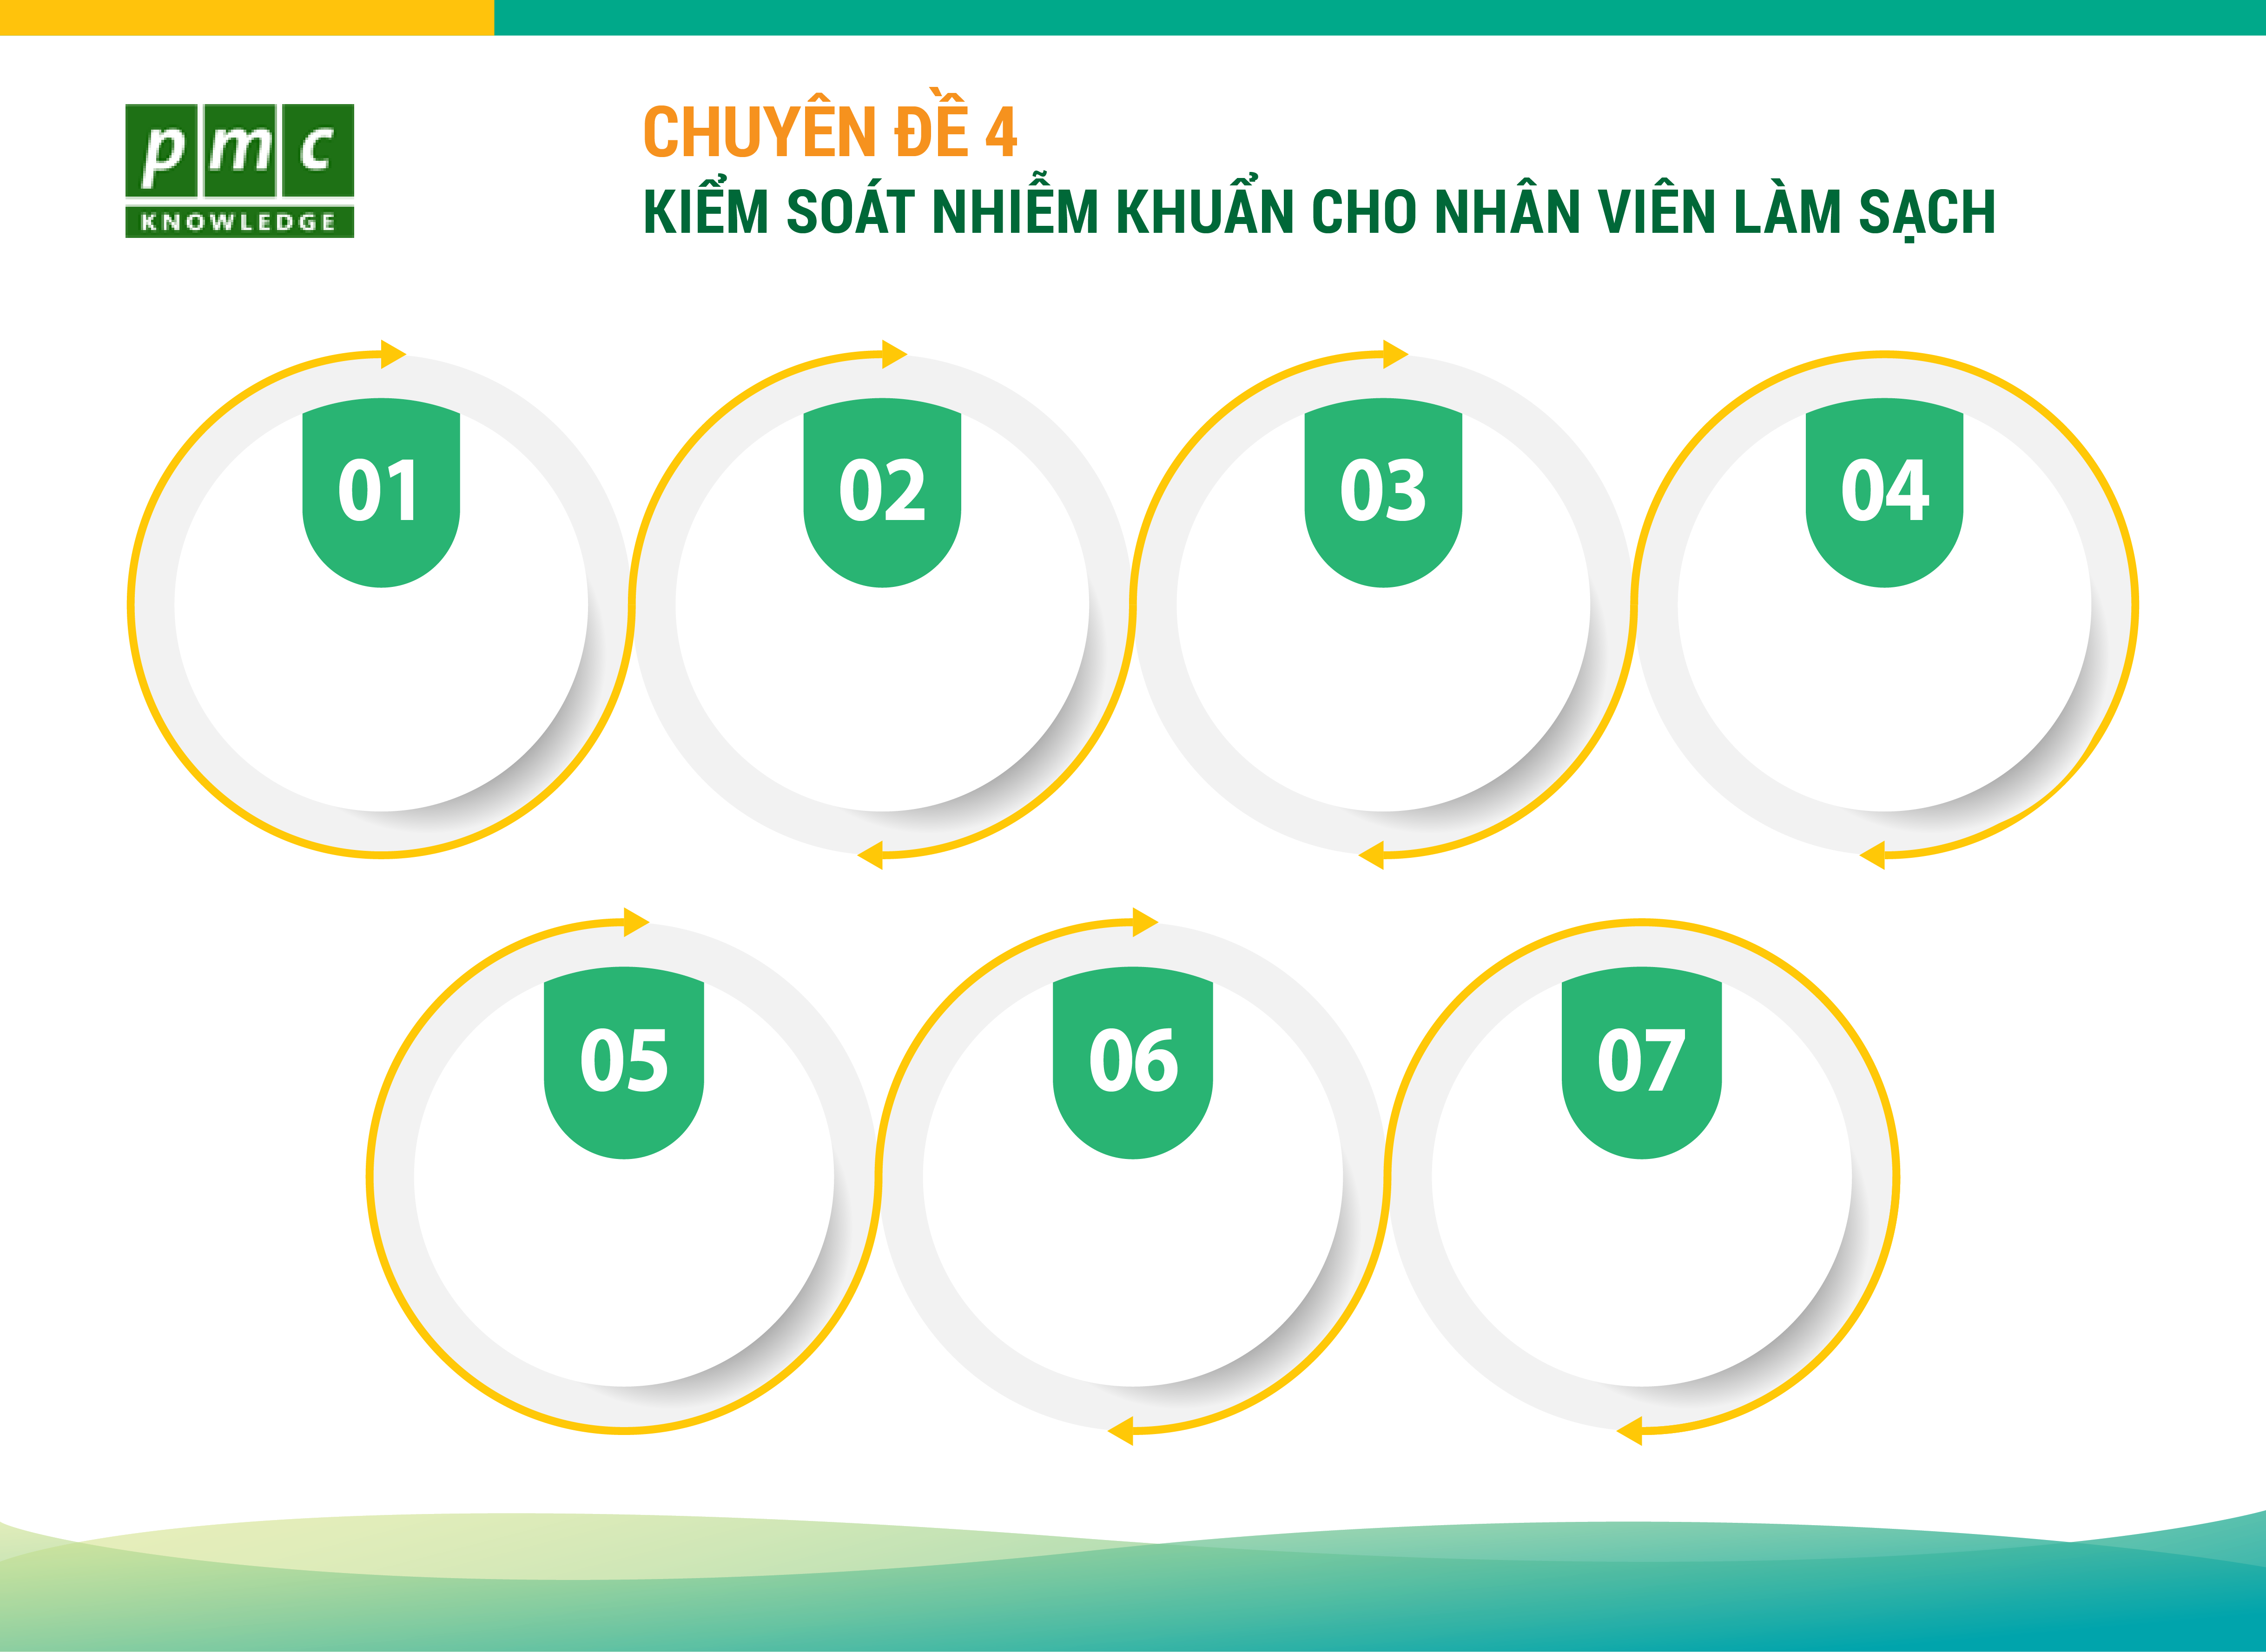 pmc
KNOWLEDGE
CHUYÊN ĐỀ 4
KIỂM SOÁT NHIỄM KHUẨN CHO NHÂN VIÊN LÀM SẠCH
01
02
03
04
05
06
07